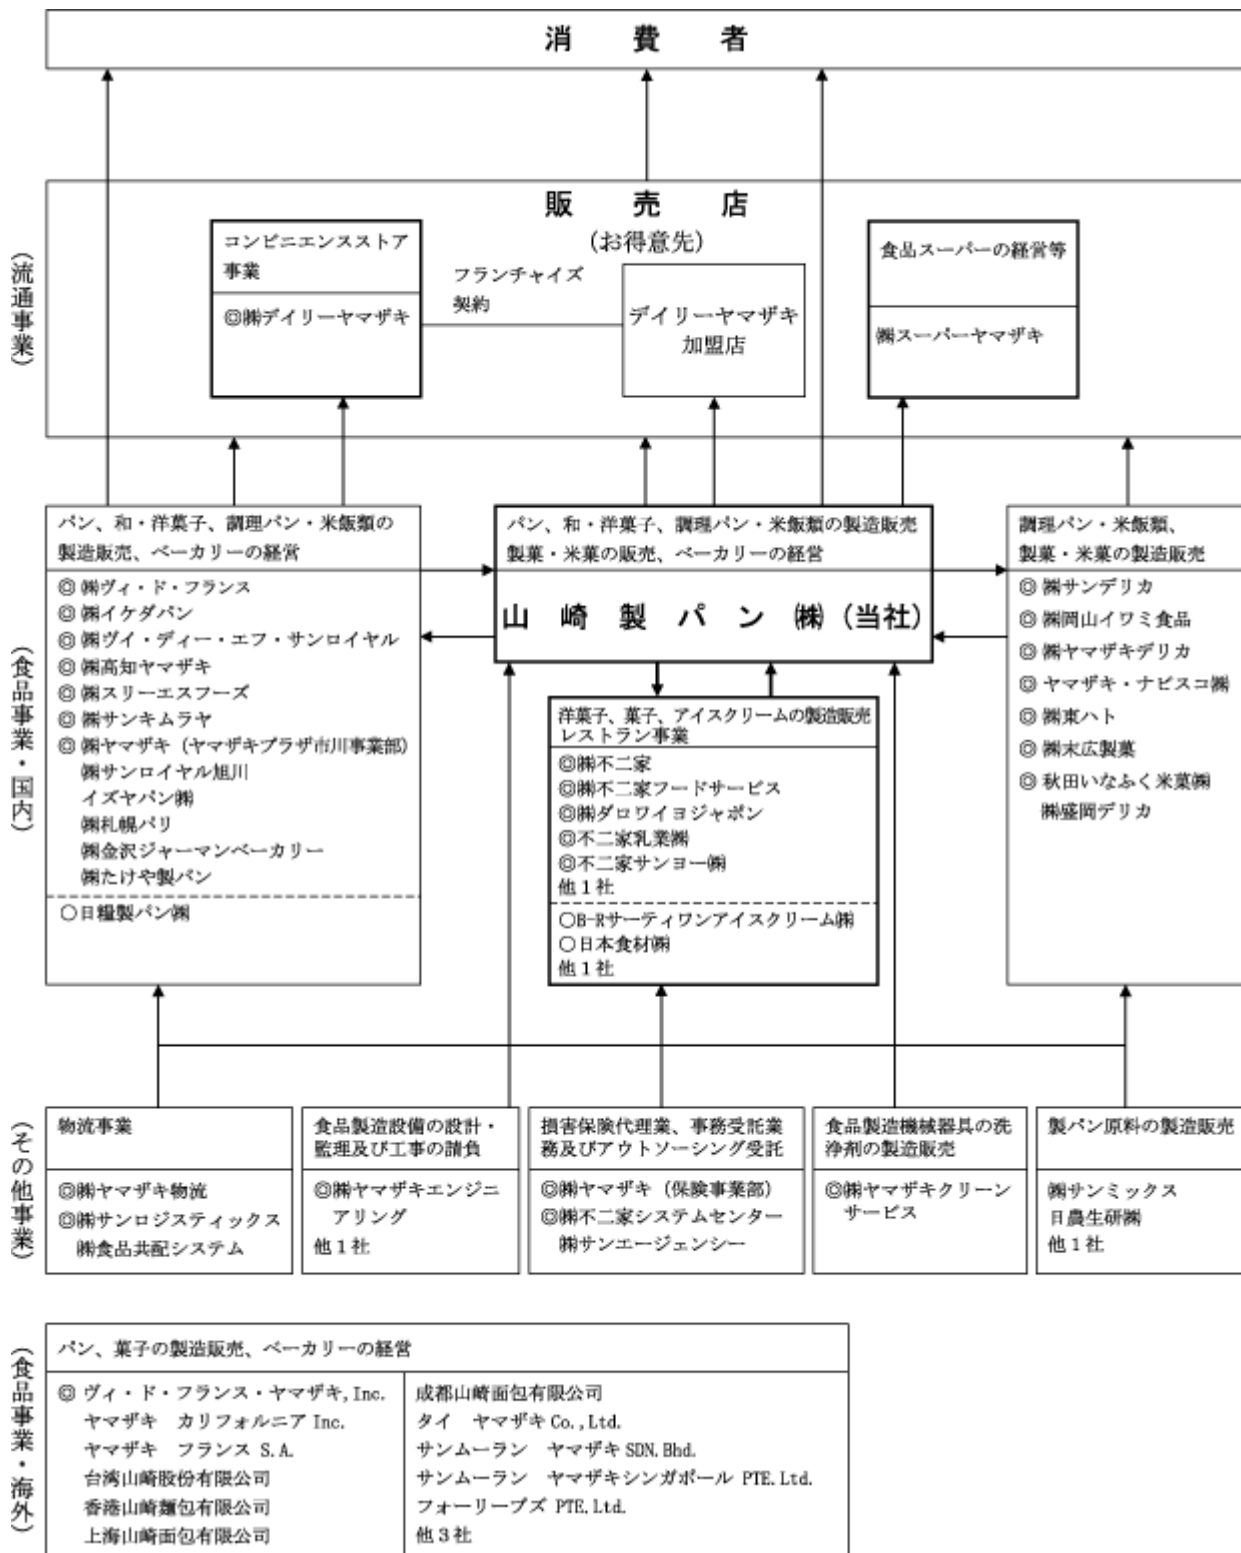 消費者
(流通事業)
販売店
(お得意先)
コンビニエンスストア
事業
◎㈱デイリーヤマザキ
フランチャイズ
契約
デイリーヤマザキ
加盟店
食品スーパーの経営等
㈱スーパーヤマザキ
(食品事業・国内)
パン、和・洋菓子、調理パン・米飯類の
製造販売、ベーカリーの経営
◎㈱ヴィ・ド・フランス
◎㈱イケダパン
◎㈱ヴイ・ディー・エフ・サンロイヤル
◎㈱高知ヤマザキ
◎㈱スリーエスフーズ
◎㈱サンキムラヤ
◎㈱ヤマザキ(ヤマザキプラザ市川事業部)
㈱サンロイヤル旭川
イズヤパン㈱
㈱札幌パリ
㈱金沢ジャーマンベーカリー
㈱たけや製パン
○日糧製パン㈱
パン、和・洋菓子、調理パン・米飯類の製造販売
製菓・米菓の販売、ベーカリーの経営
山崎製パン㈱(当社)
洋菓子、菓子、アイスクリームの製造販売
レストラン事業
◎㈱不二家
◎㈱不二家フードサービス
◎㈱ダロワイヨジャポン
◎不二家乳業㈱
◎不二家サンヨー㈱
他1社
○B-Rサーティワンアイスクリーム㈱
○日本食材㈱
他1社
調理パン・米飯類、
製菓・米菓の製造販売
◎㈱サンデリカ
◎㈱岡山イワミ食品
◎㈱ヤマザキデリカ
◎ヤマザキ・ナビスコ㈱
◎㈱東ハト
◎㈱末広製菓
◎秋田いなふく米菓㈱
㈱盛岡デリカ
(その他事業)
物流事業
◎㈱ヤマザキ物流
◎㈱サンロジスティックス
㈱食品共配システム
食品製造設備の設計・
監理及び工事の請負
◎㈱ヤマザキエンジニ
アリング
他1社
損害保険代理業、事務受託業
務及びアウトソーシング受託
◎㈱ヤマザキ(保険事業部)
◎㈱不二家システムセンター
㈱サンエージェンシー
食品製造機械器具の洗
浄剤の製造販売
◎㈱ヤマザキクリーン
サービス
製パン原料の製造販売
㈱サンミックス
日農生研㈱
他1社
(食品事業・海外)
パン、菓子の製造販売、ベーカリーの経営
◎ヴィ・ド・フランス・ヤマザキ,Inc.
ヤマザキ カリフォルニア Inc.
ヤマザキ フランス S.A.
台湾山崎股份有限公司
香港山崎麵包有限公司
上海山崎面包有限公司
成都山崎面包有限公司
タイ ヤマザキ Co.,Ltd.
サンムーラン ヤマザキ SDN.Bhd.
サンムーラン ヤマザキシンガポール PTE.Ltd.
フォーリーブズ PTE.Ltd.
他3社